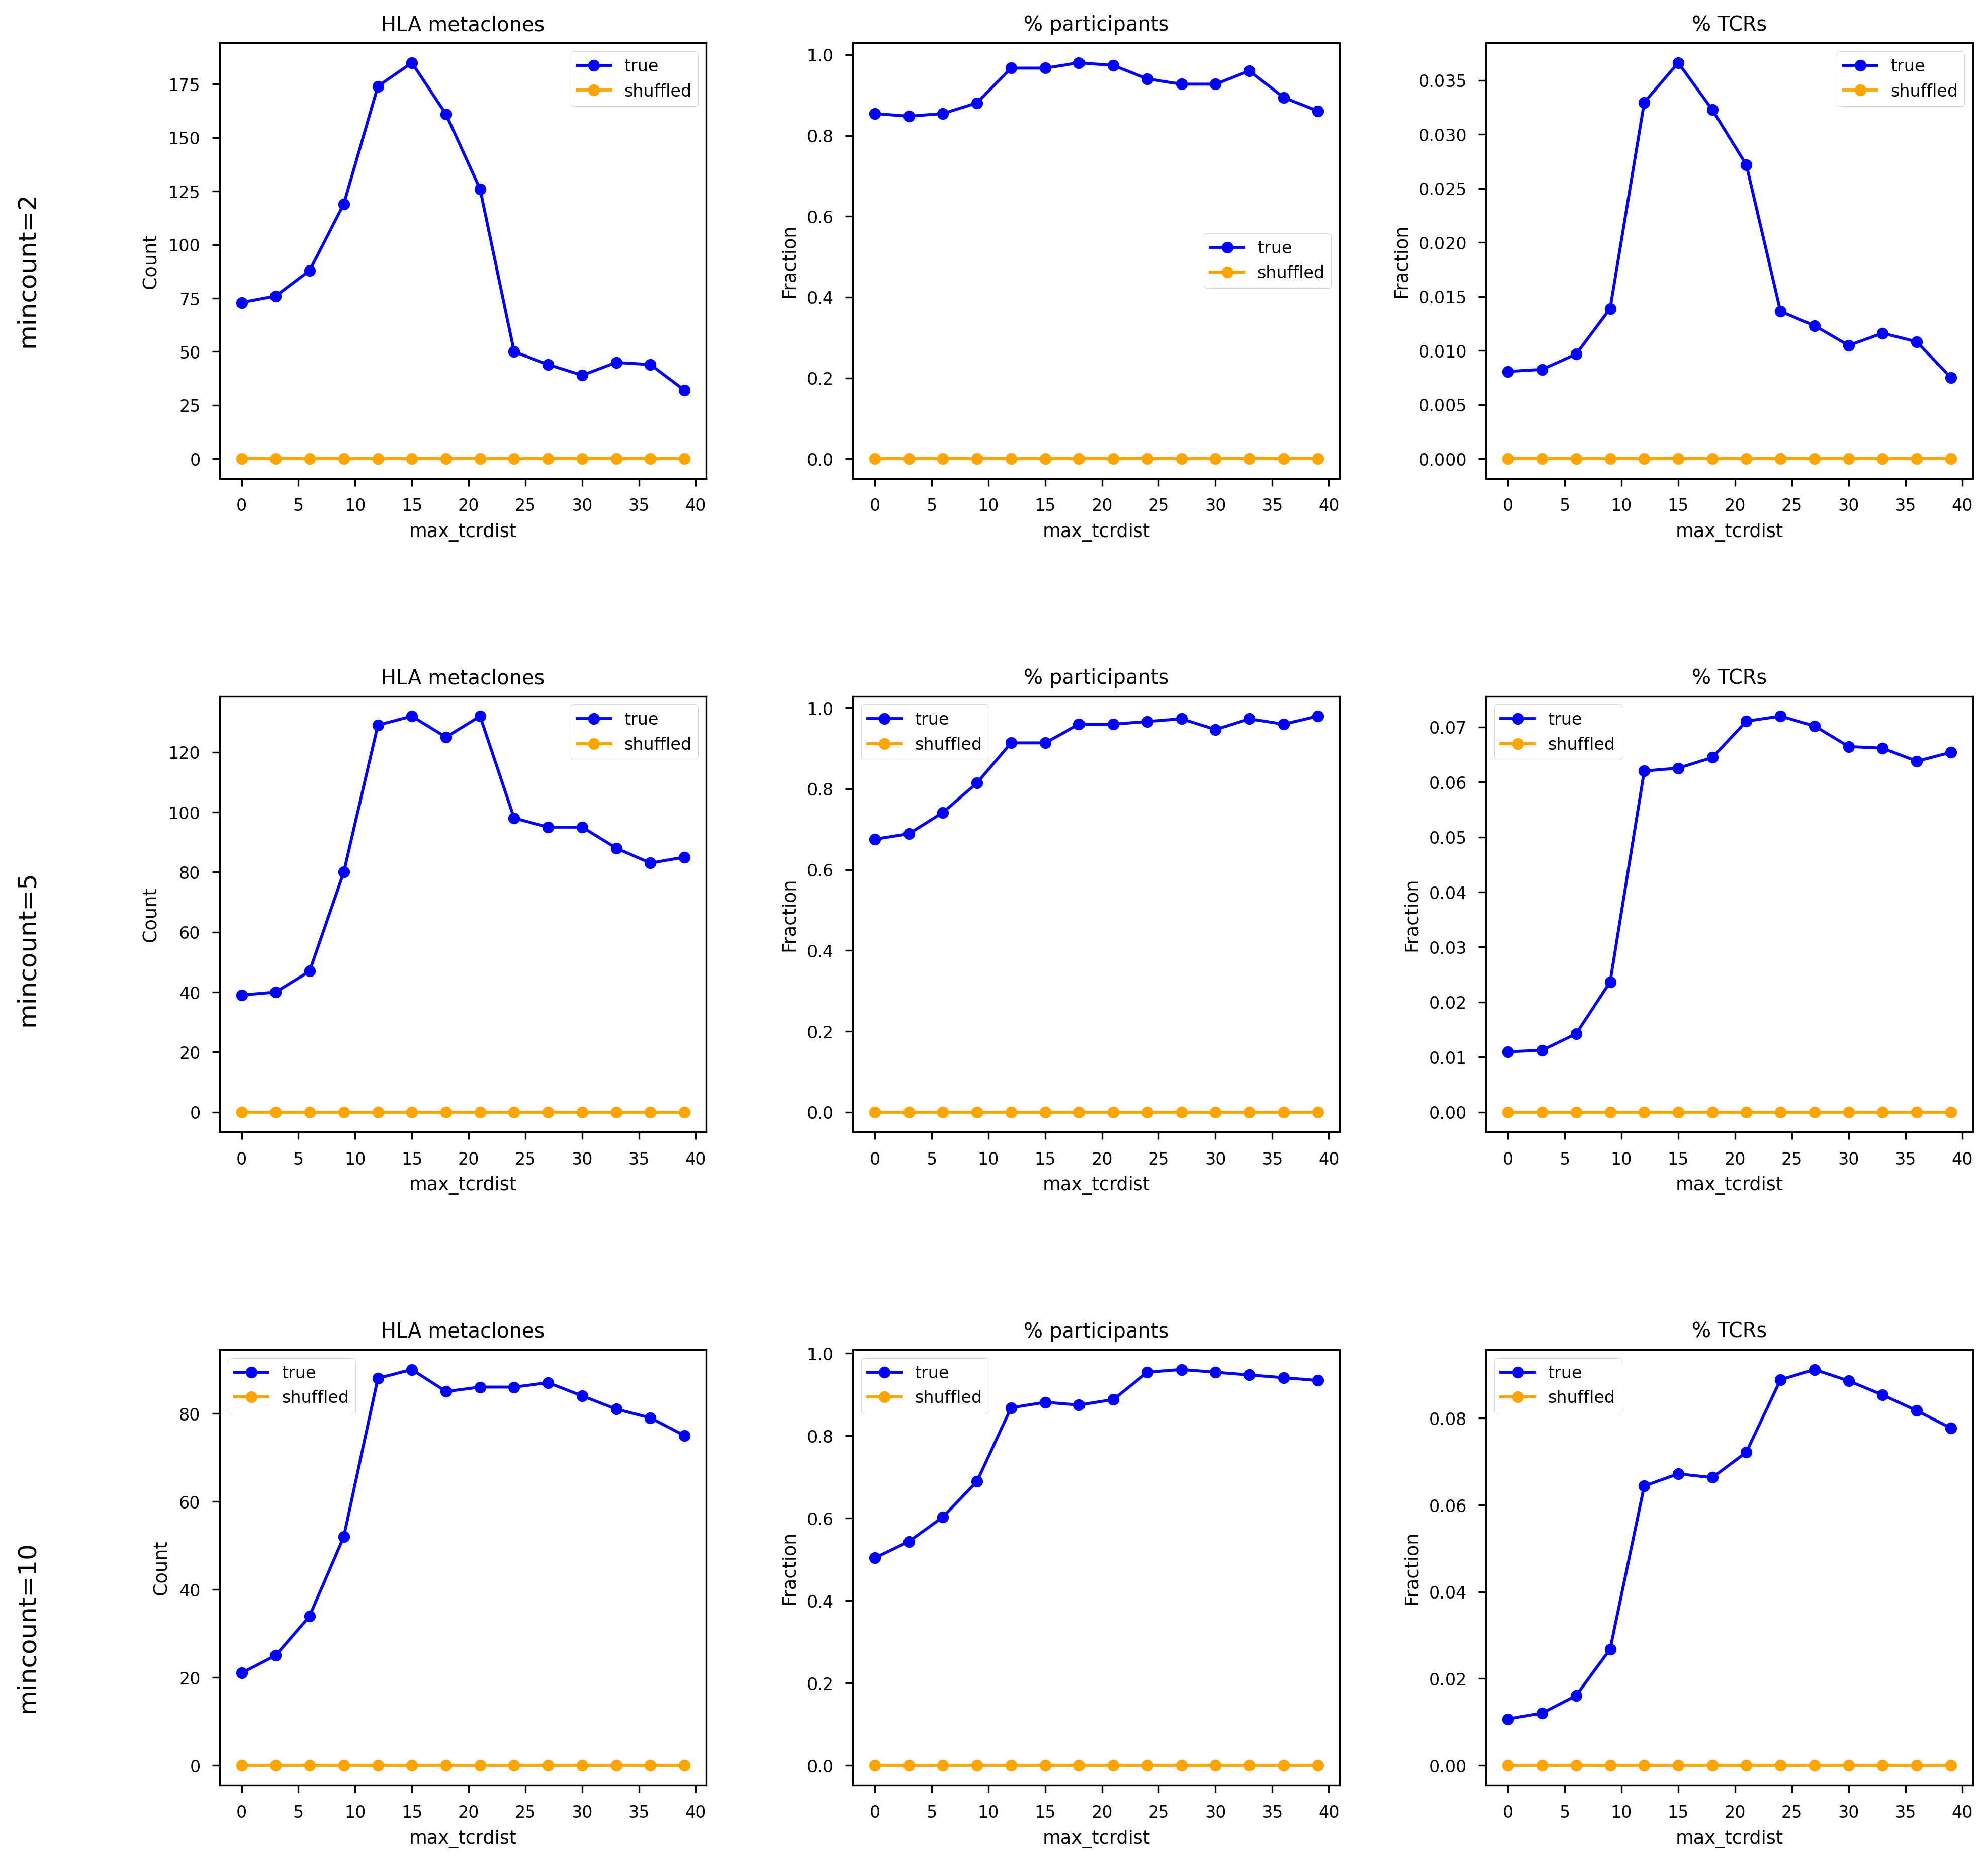 mincount=2
HLA metaclones
Count
175
150
125
100
75
50
25
0
true
shuffled
0 5 10 15 20 25 30 35 40
max_tcrdist
% participants
Fraction
1.0
0.8
0.6
0.4
0.2
0.0
true
shuffled
0 5 10 15 20 25 30 35 40
max_tcrdist
% TCRs
Fraction
0.035
0.030
0.025
0.020
0.015
0.010
0.005
0.000
true
shuffled
0 5 10 15 20 25 30 35 40
max_tcrdist
mincount=5
HLA metaclones
Count
120
100
80
60
40
20
0
true
shuffled
0 5 10 15 20 25 30 35 40
max_tcrdist
% participants
Fraction
1.0
0.8
0.6
0.4
0.2
0.0
true
shuffled
0 5 10 15 20 25 30 35 40
max_tcrdist
% TCRs
Fraction
0.07
0.06
0.05
0.04
0.03
0.02
0.01
0.00
true
shuffled
0 5 10 15 20 25 30 35 40
max_tcrdist
mincount=10
HLA metaclones
Count
80
60
40
20
0
true
shuffled
0 5 10 15 20 25 30 35 40
max_tcrdist
% participants
Fraction
1.0
0.8
0.6
0.4
0.2
0.0
true
shuffled
0 5 10 15 20 25 30 35 40
max_tcrdist
% TCRs
Fraction
0.08
0.06
0.04
0.02
0.00
true
shuffled
0 5 10 15 20 25 30 35 40
max_tcrdist